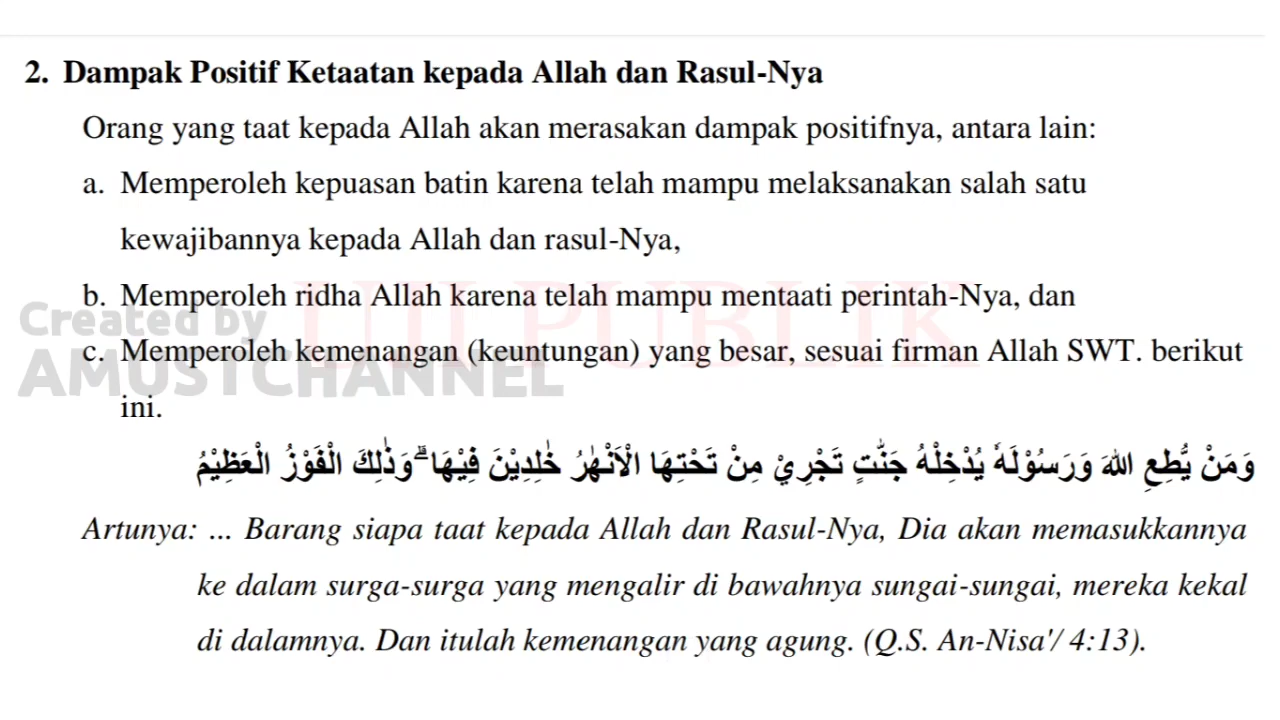 2. Dampak Positif Ketaatan kepada Allah dan Rasul-Nya
Orang yang taat kepada Allah akan merasakan dampak positifnya, antara lain:
a. Memperoleh kepuasan batin karena telah mampu melaksanakan salah satu
kewajibannya kepada Allah dan rasul-Nya,
b. Memperoleh ridha Allah karena telah mampu mentaati perintah-Nya, dan
c. Memperoleh kemenangan (keuntungan) yang besar, sesuai firman Allah SWT. berikut
ini.
وَمَنْ يُّطِعِ اللهَ وَرَسُوْلَهٗ يُدْخِلْهُ جَنّٰتٍ تَجْرِيْ مِنْ تَحْتِهَا الْاَنْهٰرُ خٰلِدِيْنَ فِيْهَاۗ وَذٰلِكَ الْفَوْزُ الْعَظِيْمُ
Artunya: ... Barang siapa taat kepada Allah dan Rasul-Nya, Dia akan memasukkannya
ke dalam surga-surga yang mengalir di bawahnya sungai-sungai, mereka kekal
di dalamnya. Dan itulah kemenangan yang agung. (Q.S. An-Nisa'/ 4:13).
Created by
AMUSTCHANNEL
UJI PUBLIK